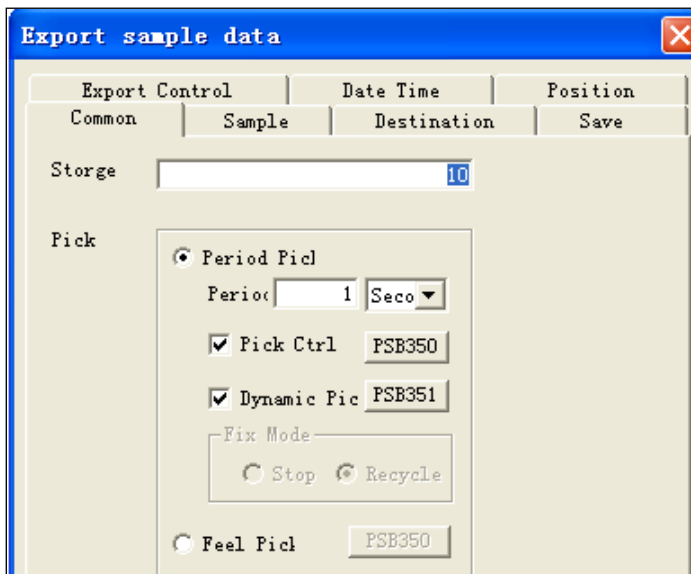 Export sample data
Export Control Date Time Position
Common Sample Destination Save
Storge 10
Pick
Period Picl
Perioc 1 Seco
Pick Ctrl PSB350
Dynamic Pic PSB351
Fix Mode
Stop Recycle
Feel Picl PSB350